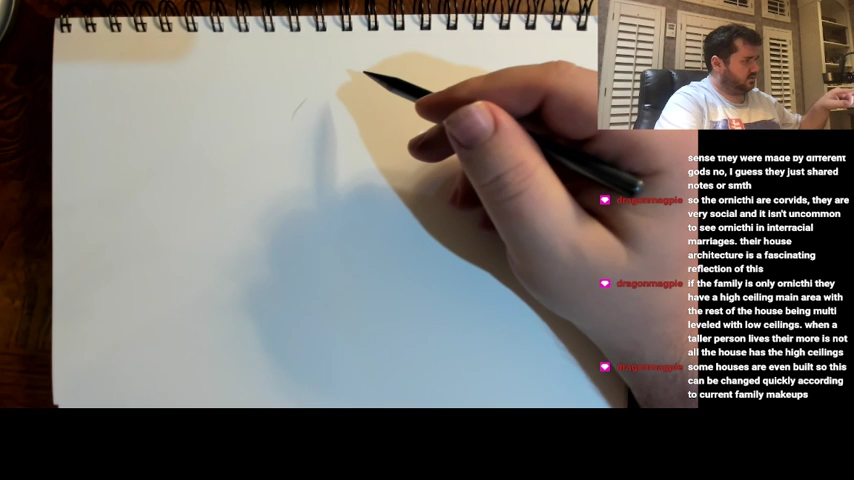 sense they were made by different
gods no, I guess they just shared
notes or smth
dragonmagpie so the ornicthi are corvids, they are
very social and it isn't uncommon
to see ornicthi in interracial
marriages. their house
architecture is a fascinating
reflection of this
dragonmagpie if the family is only ornicthi they
have a high ceiling main area with
the rest of the house being multi
leveled with low ceilings. when a
taller person lives their more is not
all the house has the high ceilings
dragonmagpie some houses are even built so this
can be changed quickly according
to current family makeups